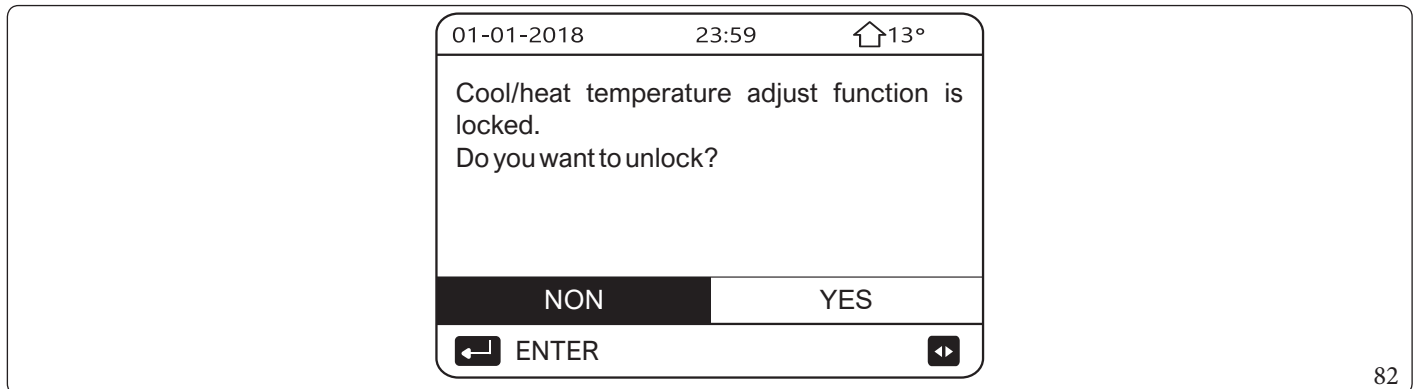 01-01-2018 23:59 13°
Cool/heat temperature adjust function is
locked.
Do you want to unlock?
NON YES
ENTER
82